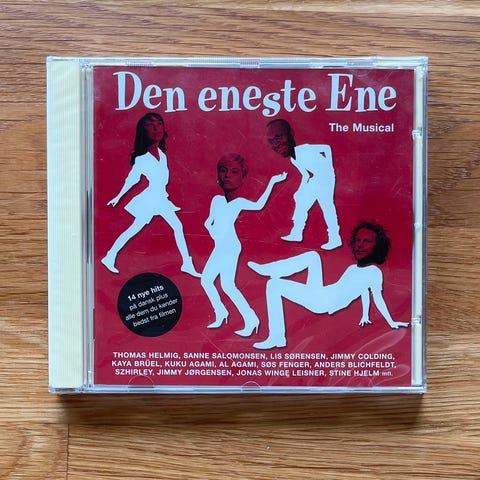 Den eneste Ene
The Musical
14 nye hits
på dansk plus
alle dem du kender
bedst fra filmen
THOMAS HELMIG, SANNE SALOMONSEN, LIS SØRENSEN, JIMMY COLDING,
KAYA BRÜEL, KUKU AGAMI, AL AGAMI, SØS FENGER, ANDERS BLICHFELDT,
SZHIRLEY, JIMMY JØRGENSEN, JONAS WINGE LEISNER, STINE HJELM mfl.